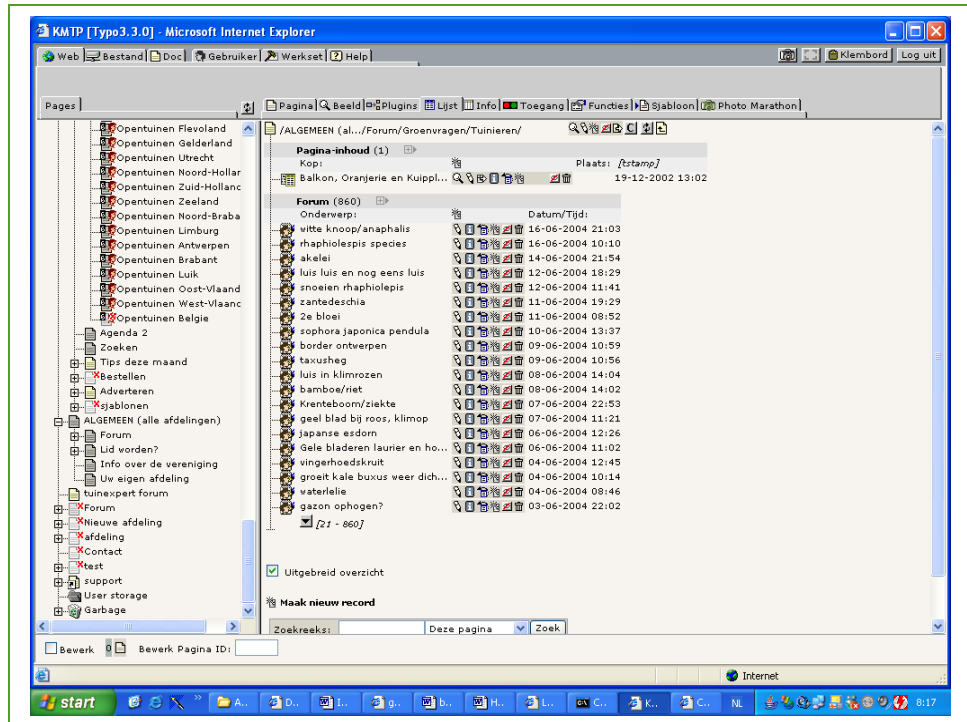 KMTP [Typo3.3.0] - Microsoft Internet Explorer
Web Bestand Doc Gebruiker Werkset Help Klembord Log uit
Pages Pagina Beeld Plugins Lijst Info Toegang Functies Sjabloon Photo Marathon
Opentuinen Flevoland
Opentuinen Gelderland
Opentuinen Utrecht
Opentuinen Noord-Hollar
Opentuinen Zuid-Hollanc
Opentuinen Zeeland
Opentuinen Noord-Braba
Opentuinen Limburg
Opentuinen Antwerpen
Opentuinen Brabant
Opentuinen Luik
Opentuinen Oost-Vlaand
Opentuinen West-Vlaanc
Opentuinen Belgie
Agenda 2
Zoeken
Tips deze maand
Bestellen
Adverteren
sjablonen
ALGEMEEN (alle afdelingen)
Forum
Lid worden?
Info over de vereniging
Uw eigen afdeling
tuinexpert forum
Forum
Nieuwe afdeling
afdeling
Contact
test
support
User storage
Garbage
/ALGEMEEN (al.../Forum/Groenvragen/Tuinieren/
Pagina-inhoud (1)
Kop: Plaats: [tstamp]
Balkon, Oranjerie en Kuippl... 19-12-2002 13:02
Forum (860)
Onderwerp: Datum/Tijd:
witte knoop/anaphalis 16-06-2004 21:03
rhaphiolespis species 16-06-2004 10:10
akelei 14-06-2004 21:54
luis luis en nog eens luis 12-06-2004 18:29
snoeien rhaphiolepis 12-06-2004 11:41
zantedeschia 11-06-2004 19:29
2e bloei 11-06-2004 08:52
sophora japonica pendula 10-06-2004 13:37
border ontwerpen 09-06-2004 10:59
taxusheg 09-06-2004 10:56
luis in klimrozen 08-06-2004 14:04
bamboe/riet 08-06-2004 14:02
Krenteboom/ziekte 07-06-2004 22:53
geel blad bij roos, klimop 07-06-2004 11:21
japanse esdorn 06-06-2004 12:26
Gele bladeren laurier en ho... 06-06-2004 11:02
vingerhoedskruit 04-06-2004 12:45
groeit kale buxus weer dich... 04-06-2004 10:14
waterlelie 04-06-2004 08:46
gazon ophogen? 03-06-2004 22:02
[21 - 860]
Uitgebreid overzicht
Maak nieuw record
Zoekreeks: Deze pagina Zoek
Bewerk 0 Bewerk Pagina ID:
Internet
start A.. D.. I.. g.. b.. H.. L.. C.. K.. C.. NL 8:17